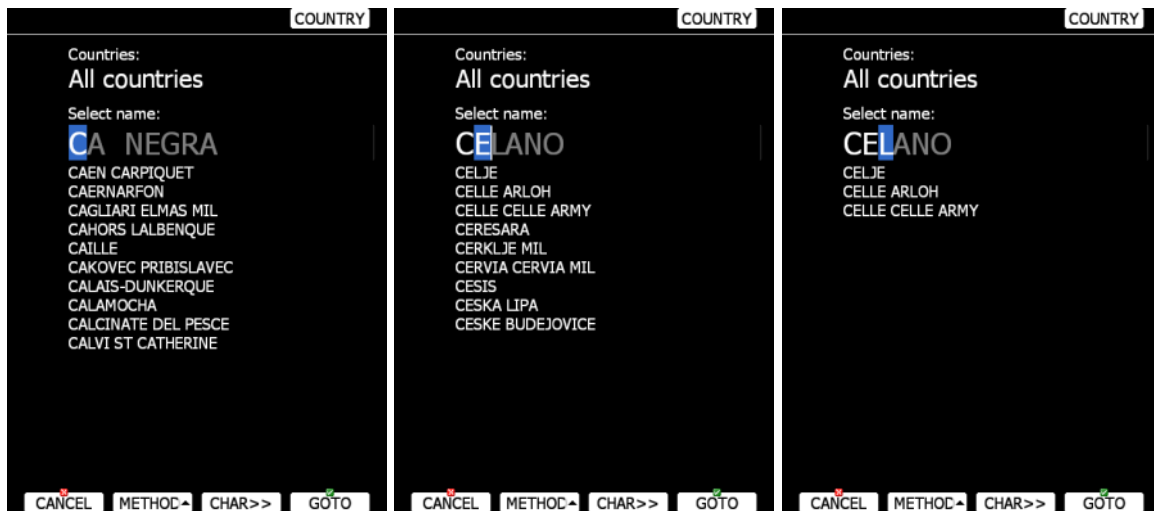 COUNTRY
Countries:
All countries
Select name:
CA NEGRA
CAEN CARPIQUET
CAERNARFON
CAGLIARI ELMAS MIL
CAHORS LALBENQUE
CAILLE
CAKOVEC PRIBISLAVEC
CALAIS-DUNKERQUE
CALAMOCHA
CALCINATE DEL PESCE
CALVI ST CATHERINE
CANCEL METHOD CHAR>> GOTO
COUNTRY
Countries:
All countries
Select name:
CELANO
CELJE
CELLE ARLOH
CELLE CELLE ARMY
CERESARA
CERKLJE MIL
CERVIA CERVIA MIL
CESIS
CESKA LIPA
CESKE BUDEJOVICE
CANCEL METHOD CHAR>> GOTO
COUNTRY
Countries:
All countries
Select name:
CELANO
CELJE
CELLE ARLOH
CELLE CELLE ARMY
CANCEL METHOD CHAR>> GOTO